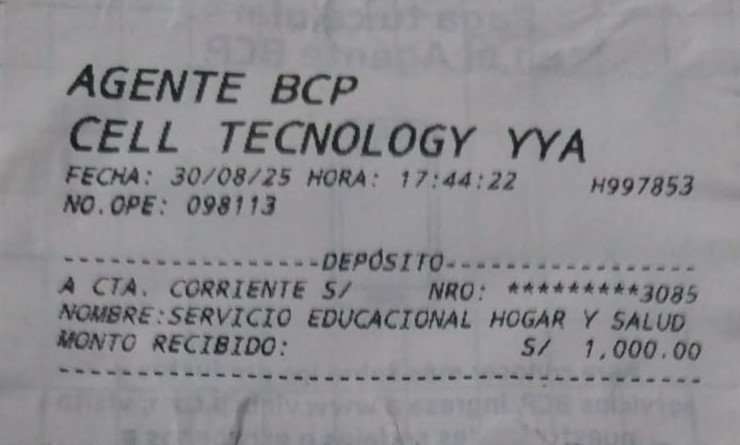 AGENTE BCP
CELL TECNOLOGY YYA
FECHA: 30/08/25 HORA: 17:44:22 H997853
NO.OPE: 098113
-----------------DEPÓSITO-----------------
A CTA. CORRIENTE S/ NRO: *********3085
NOMBRE:SERVICIO EDUCACIONAL HOGAR Y SALUD
MONTO RECIBIDO: S/ 1,000.00
------------------------------------------